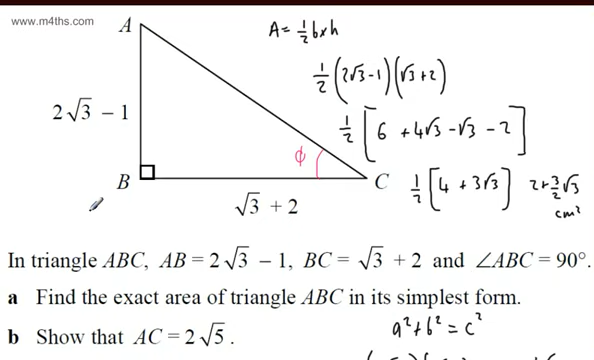 www.m4ths.com
A
A = ½ b x h
½ (2√3 - 1)(√3 + 2)
2√3 − 1
½ [6 + 4√3 - √3 - 2]
ϕ
B
C
½ [4 + 3√3] 2 + 3/2 √3
cm²
√3 + 2
In triangle ABC, AB = 2√3 − 1, BC = √3 + 2 and ∠ABC = 90°.
a Find the exact area of triangle ABC in its simplest form.
a² + b² = c²
b Show that AC = 2√5 .